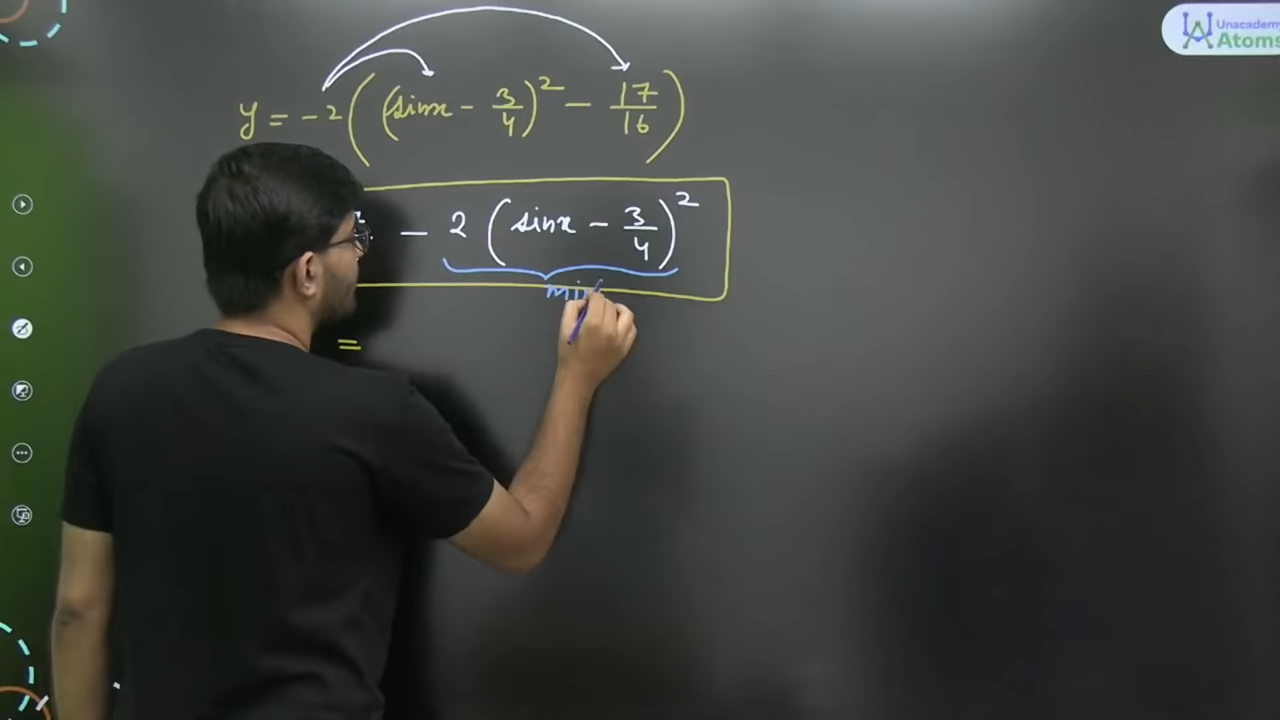 Unacademy
Atoms
y = -2((sinx - 3/4)² - 17/16)
- 2 (sinx - 3/4)²
=